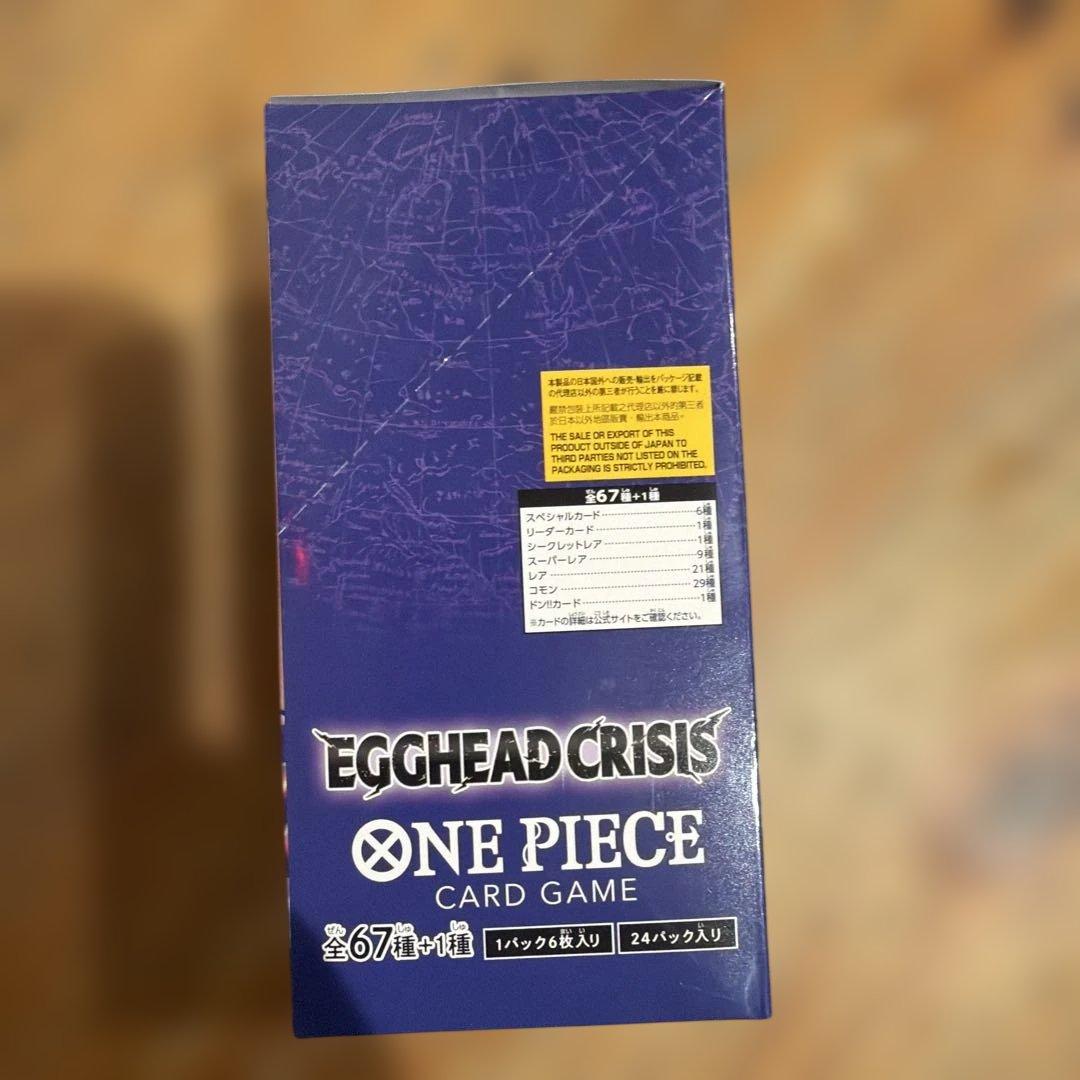 本製品の日本国外への販売・輸出をパッケージ記載
の代理店以外の第三者が行うことを厳に禁じます。
嚴禁包裝上所記載之代理店以外的第三者
於日本以外地區販賣・輸出本商品。
THE SALE OR EXPORT OF THIS
PRODUCT OUTSIDE OF JAPAN TO
THIRD PARTIES NOT LISTED ON THE
PACKAGING IS STRICTLY PROHIBITED.
全67種+1種
スペシャルカード 6種
リーダーカード 1種
シークレットレア 1種
スーパーレア 9種
レア 21種
コモン 29種
ドン!!カード 1種
※カードの詳細は公式サイトをご確認ください。
EGGHEAD CRISIS
ONE PIECE
CARD GAME
全67種+1種 1パック6枚入り 24パック入り